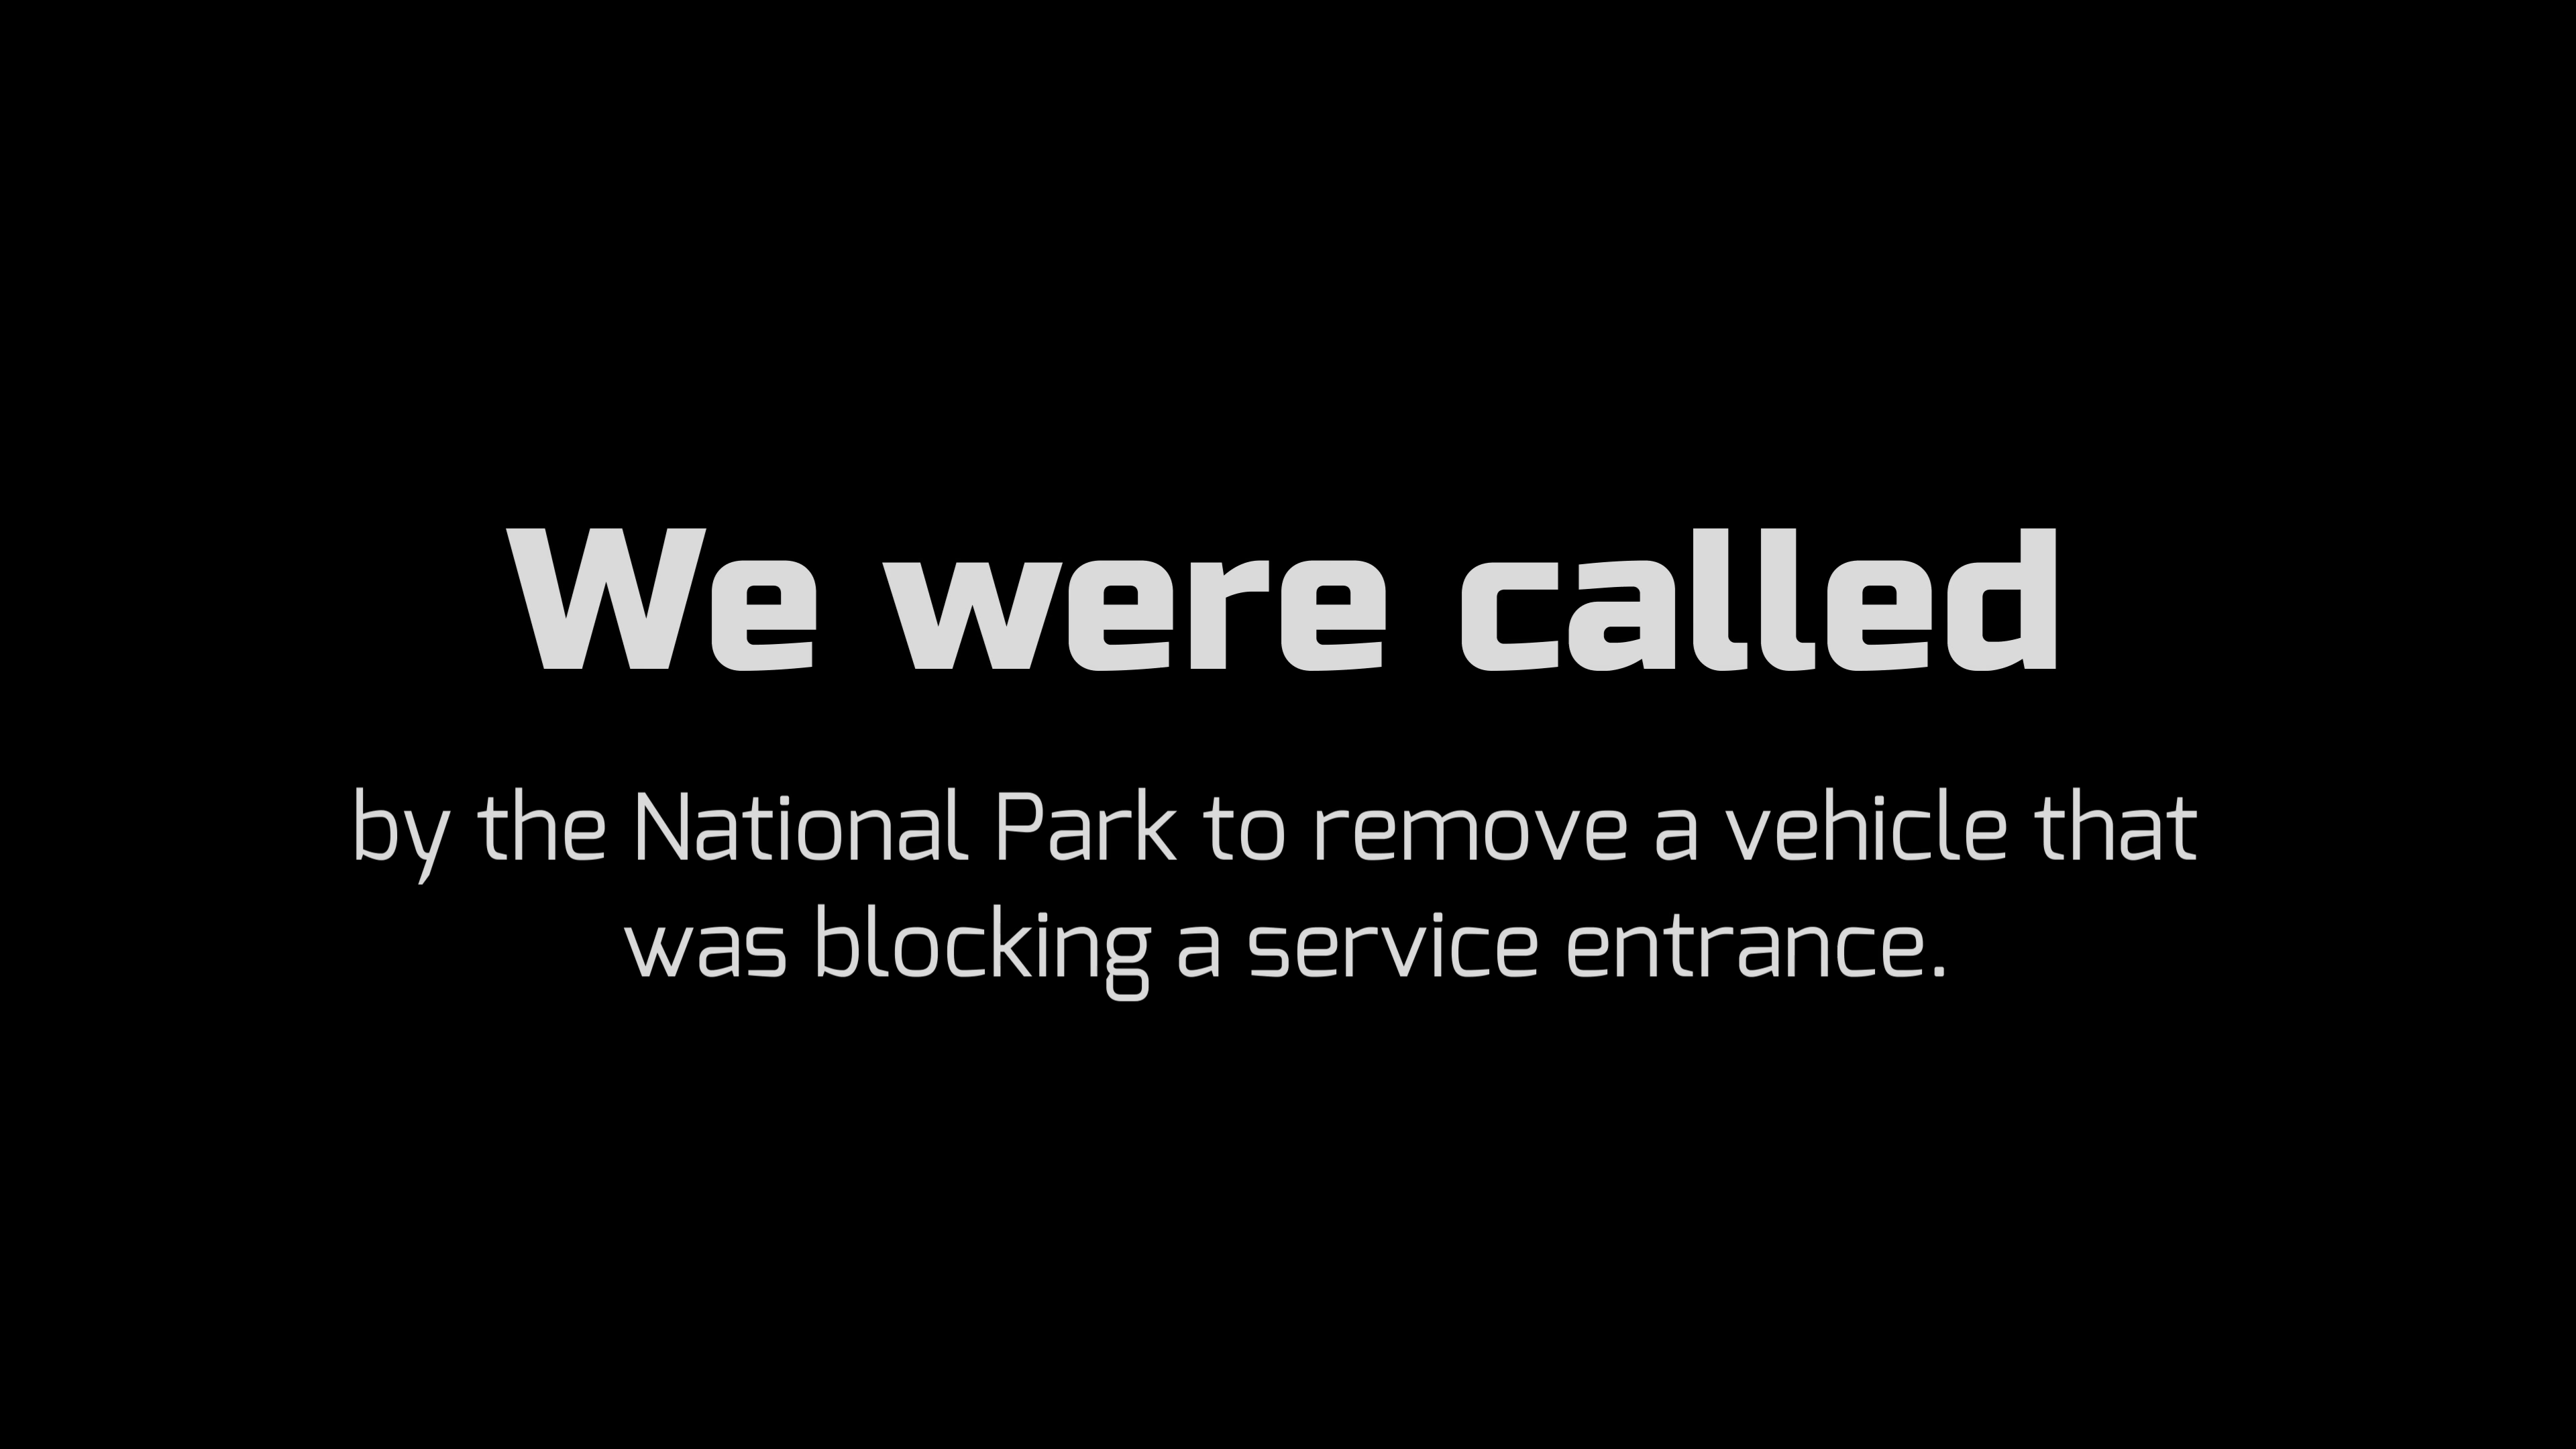 We were called
by the National Park to remove a vehicle that
was blocking a service entrance.